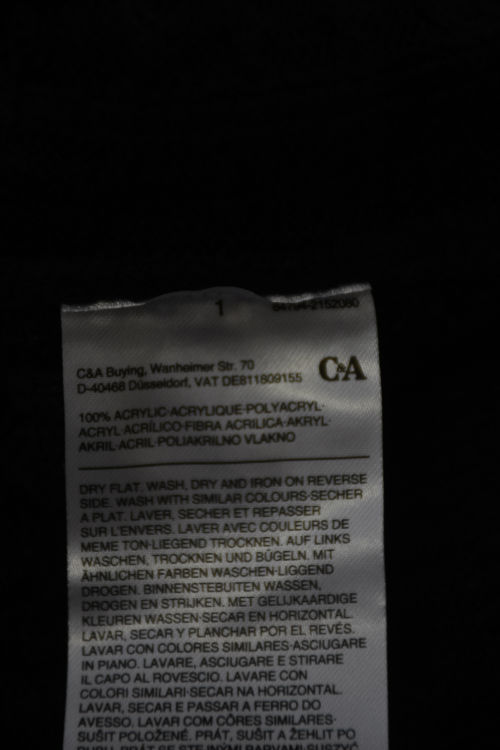 1
C&A Buying, Wanheimer Str. 70
D-40468 Düsseldorf, VAT DE811809155
C&A
100% ACRYLIC·ACRYLIQUE·POLYACRYL·
ACRYL·ACRÍLICO·FIBRA ACRILICA·AKRYL·
AKRIL·ACRIL·POLIAKRILNO VLAKNO
DRY FLAT. WASH, DRY AND IRON ON REVERSE
SIDE. WASH WITH SIMILAR COLOURS·SECHER
A PLAT. LAVER, SECHER ET REPASSER
SUR L'ENVERS. LAVER AVEC COULEURS DE
MEME TON·LIEGEND TROCKNEN. AUF LINKS
WASCHEN, TROCKNEN UND BÜGELN. MIT
ÄHNLICHEN FARBEN WASCHEN·LIGGEND
DROGEN. BINNENSTEBUITEN WASSEN,
DROGEN EN STRIJKEN. MET GELIJKAARDIGE
KLEUREN WASSEN·SECAR EN HORIZONTAL.
LAVAR, SECAR Y PLANCHAR POR EL REVÉS.
LAVAR CON COLORES SIMILARES·ASCIUGARE
IN PIANO. LAVARE, ASCIUGARE E STIRARE
IL CAPO AL ROVESCIO. LAVARE CON
COLORI SIMILARI·SECAR NA HORIZONTAL.
LAVAR, SECAR E PASSAR A FERRO DO
AVESSO. LAVAR COM CÔRES SIMILARES·
SUŠIT POLOŽENÉ. PRÁT, SUŠIT A ŽEHLIT PO